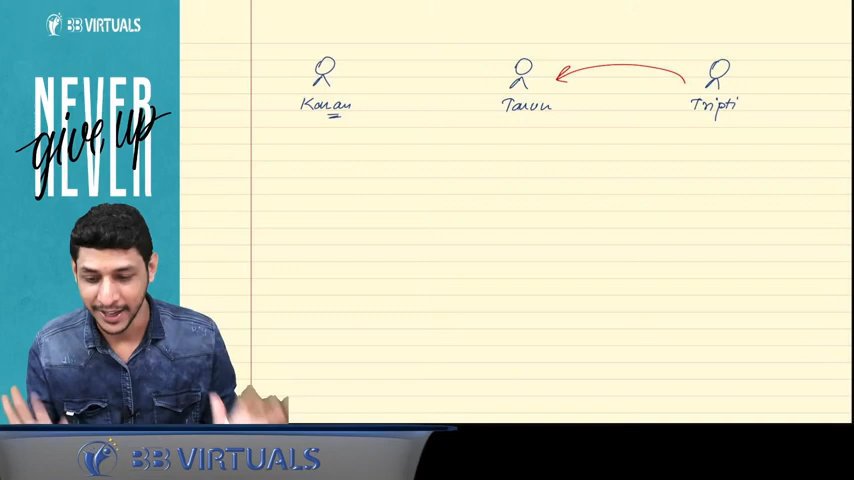 BB VIRTUALS
NEVER
give up
NEVER
Karan
Tarun
Tripti
BB VIRTUALS